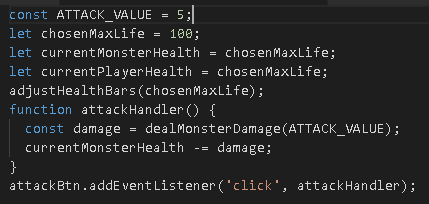 const ATTACK_VALUE = 5;
let chosenMaxLife = 100;
let currentMonsterHealth = chosenMaxLife;
let currentPlayerHealth = chosenMaxLife;
adjustHealthBars(chosenMaxLife);
function attackHandler() {
  const damage = dealMonsterDamage(ATTACK_VALUE);
  currentMonsterHealth -= damage;
}
attackBtn.addEventListener('click', attackHandler);